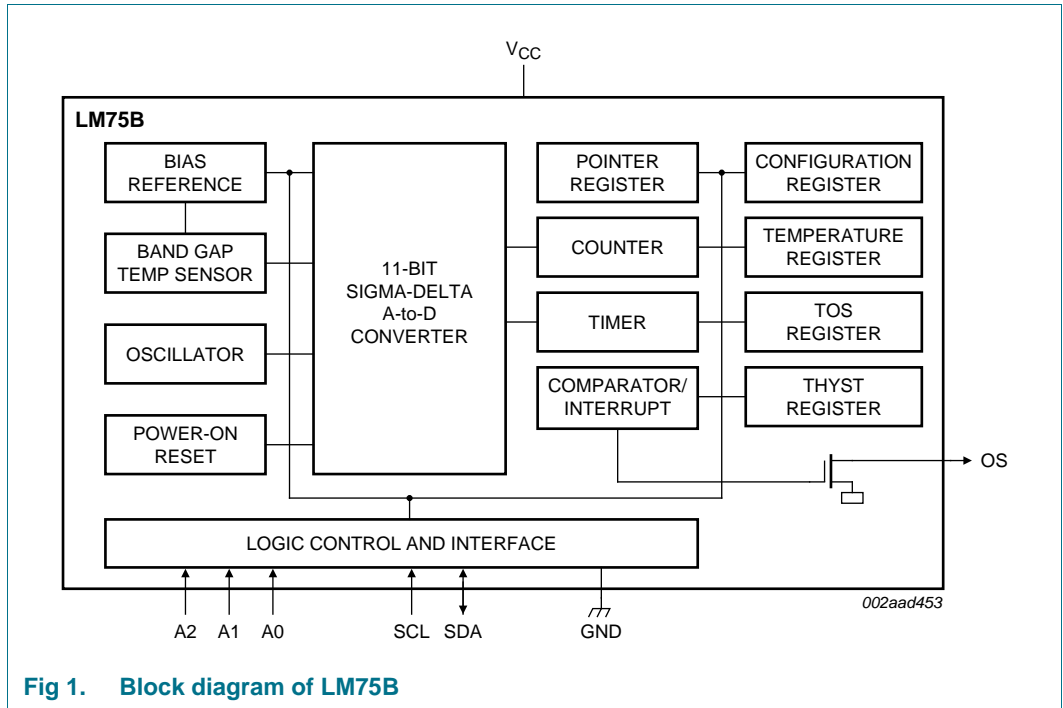 VCC
LM75B
BIAS
REFERENCE
BAND GAP
TEMP SENSOR
OSCILLATOR
POWER-ON
RESET
11-BIT
SIGMA-DELTA
A-to-D
CONVERTER
POINTER
REGISTER
COUNTER
TIMER
COMPARATOR/
INTERRUPT
CONFIGURATION
REGISTER
TEMPERATURE
REGISTER
TOS
REGISTER
THYST
REGISTER
OS
LOGIC CONTROL AND INTERFACE
002aad453
A2 A1 A0 SCL SDA GND
Fig 1. Block diagram of LM75B